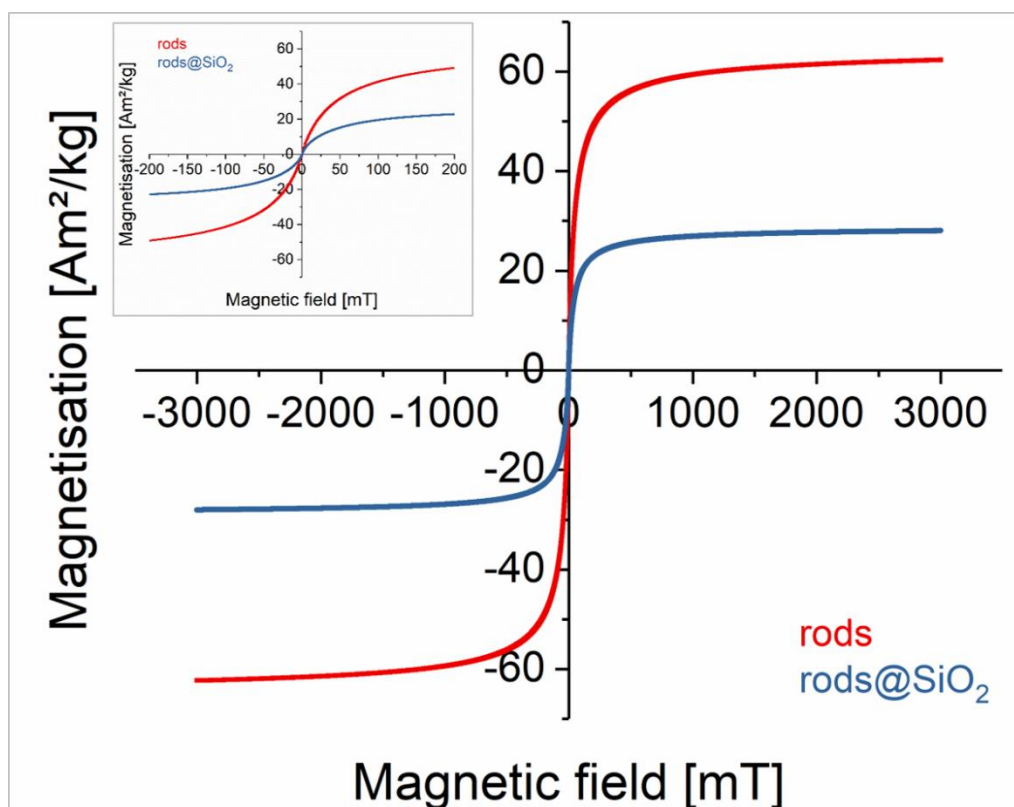 rods
rods@SiO₂
Magnetisation [Am²/kg]
60
40
20
0
-20
-40
-60
-200 -150 -100 -50 0 50 100 150 200
Magnetic field [mT]
Magnetisation [Am²/kg]
60
40
20
0
-20
-40
-60
-3000 -2000 -1000 0 1000 2000 3000
rods
rods@SiO₂
Magnetic field [mT]